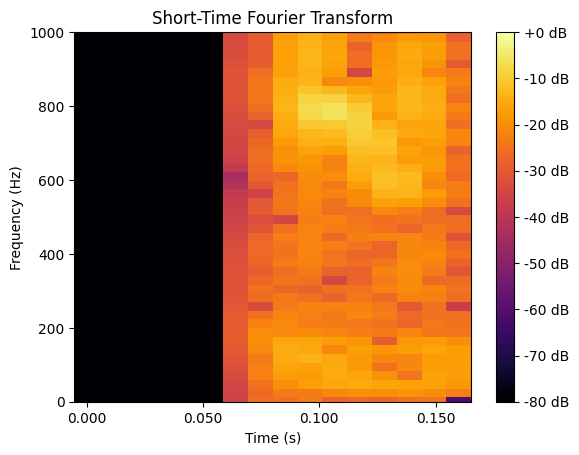 Short-Time Fourier Transform
1000
800
600
400
200
0
Frequency (Hz)
0.000
0.050
0.100
0.150
Time (s)
+0 dB
-10 dB
-20 dB
-30 dB
-40 dB
-50 dB
-60 dB
-70 dB
-80 dB